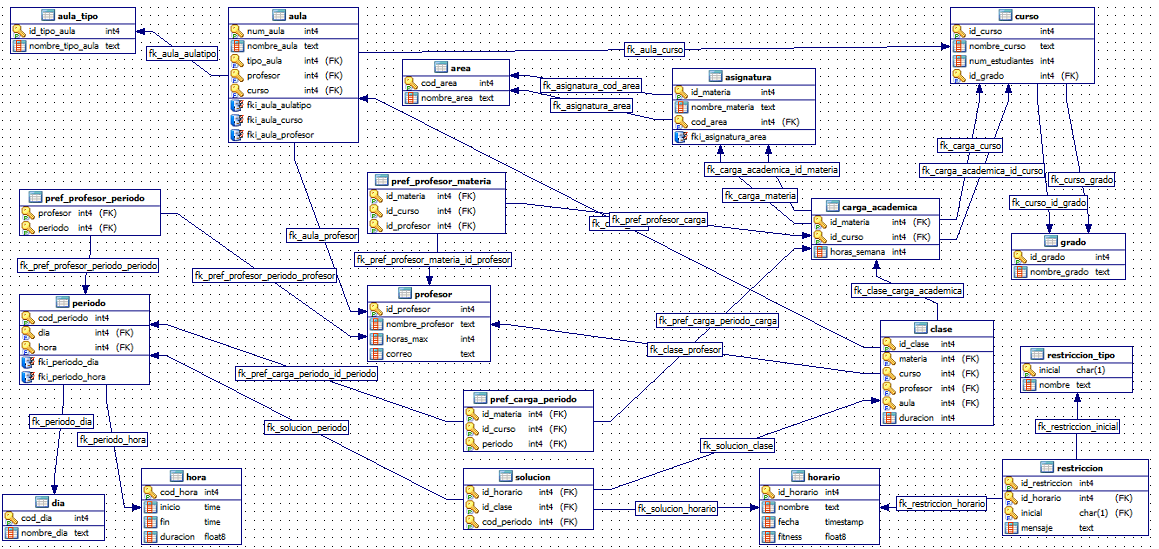 aula_tipo
id_tipo_aula int4
nombre_tipo_aula text
aula
num_aula int4
nombre_aula text
tipo_aula int4 (FK)
profesor int4 (FK)
curso int4 (FK)
fki_aula_aulatipo
fki_aula_curso
fki_aula_profesor
curso
id_curso int4
nombre_curso text
num_estudiantes int4
id_grado int4 (FK)
fk_aula_aulatipo
fk_aula_curso
area
cod_area int4
nombre_area text
fk_asignatura_cod_area
fk_asignatura_area
asignatura
id_materia int4
nombre_materia text
cod_area int4 (FK)
fki_asignatura_area
fk_carga_curso
fk_carga_academica_id_materia
fk_carga_academica_id_curso
fk_curso_grado
fk_carga_materia
fk_curso_id_grado
pref_profesor_periodo
profesor int4 (FK)
periodo int4 (FK)
pref_profesor_materia
id_materia int4 (FK)
id_curso int4 (FK)
id_profesor int4 (FK)
carga_academica
id_materia int4 (FK)
id_curso int4 (FK)
horas_semana int4
fk_pref_profesor_carga
fk_c
grado
id_grado int4
nombre_grado text
fk_aula_profesor
fk_pref_profesor_periodo_periodo
fk_pref_profesor_periodo_profesor
fk_pref_profesor_materia_id_profesor
fk_clase_carga_academica
periodo
cod_periodo int4
dia int4 (FK)
hora int4 (FK)
fki_periodo_dia
fki_periodo_hora
profesor
id_profesor int4
nombre_profesor text
horas_max int4
correo text
fk_pref_carga_periodo_carga
fk_clase_profesor
clase
id_clase int4
materia int4 (FK)
curso int4 (FK)
profesor int4 (FK)
aula int4 (FK)
duracion int4
restriccion_tipo
inicial char(1)
nombre text
fk_pref_carga_periodo_id_periodo
pref_carga_periodo
id_materia int4 (FK)
id_curso int4 (FK)
periodo int4 (FK)
fk_periodo_dia
fk_periodo_hora
fk_solucion_periodo
fk_solucion_clase
fk_restriccion_inicial
dia
cod_dia int4
nombre_dia text
hora
cod_hora int4
inicio time
fin time
duracion float8
solucion
id_horario int4 (FK)
id_clase int4 (FK)
cod_periodo int4 (FK)
fk_solucion_horario
horario
id_horario int4
nombre text
fecha timestamp
fitness float8
fk_restriccion_horario
restriccion
id_restriccion int4
id_horario int4 (FK)
inicial char(1) (FK)
mensaje text